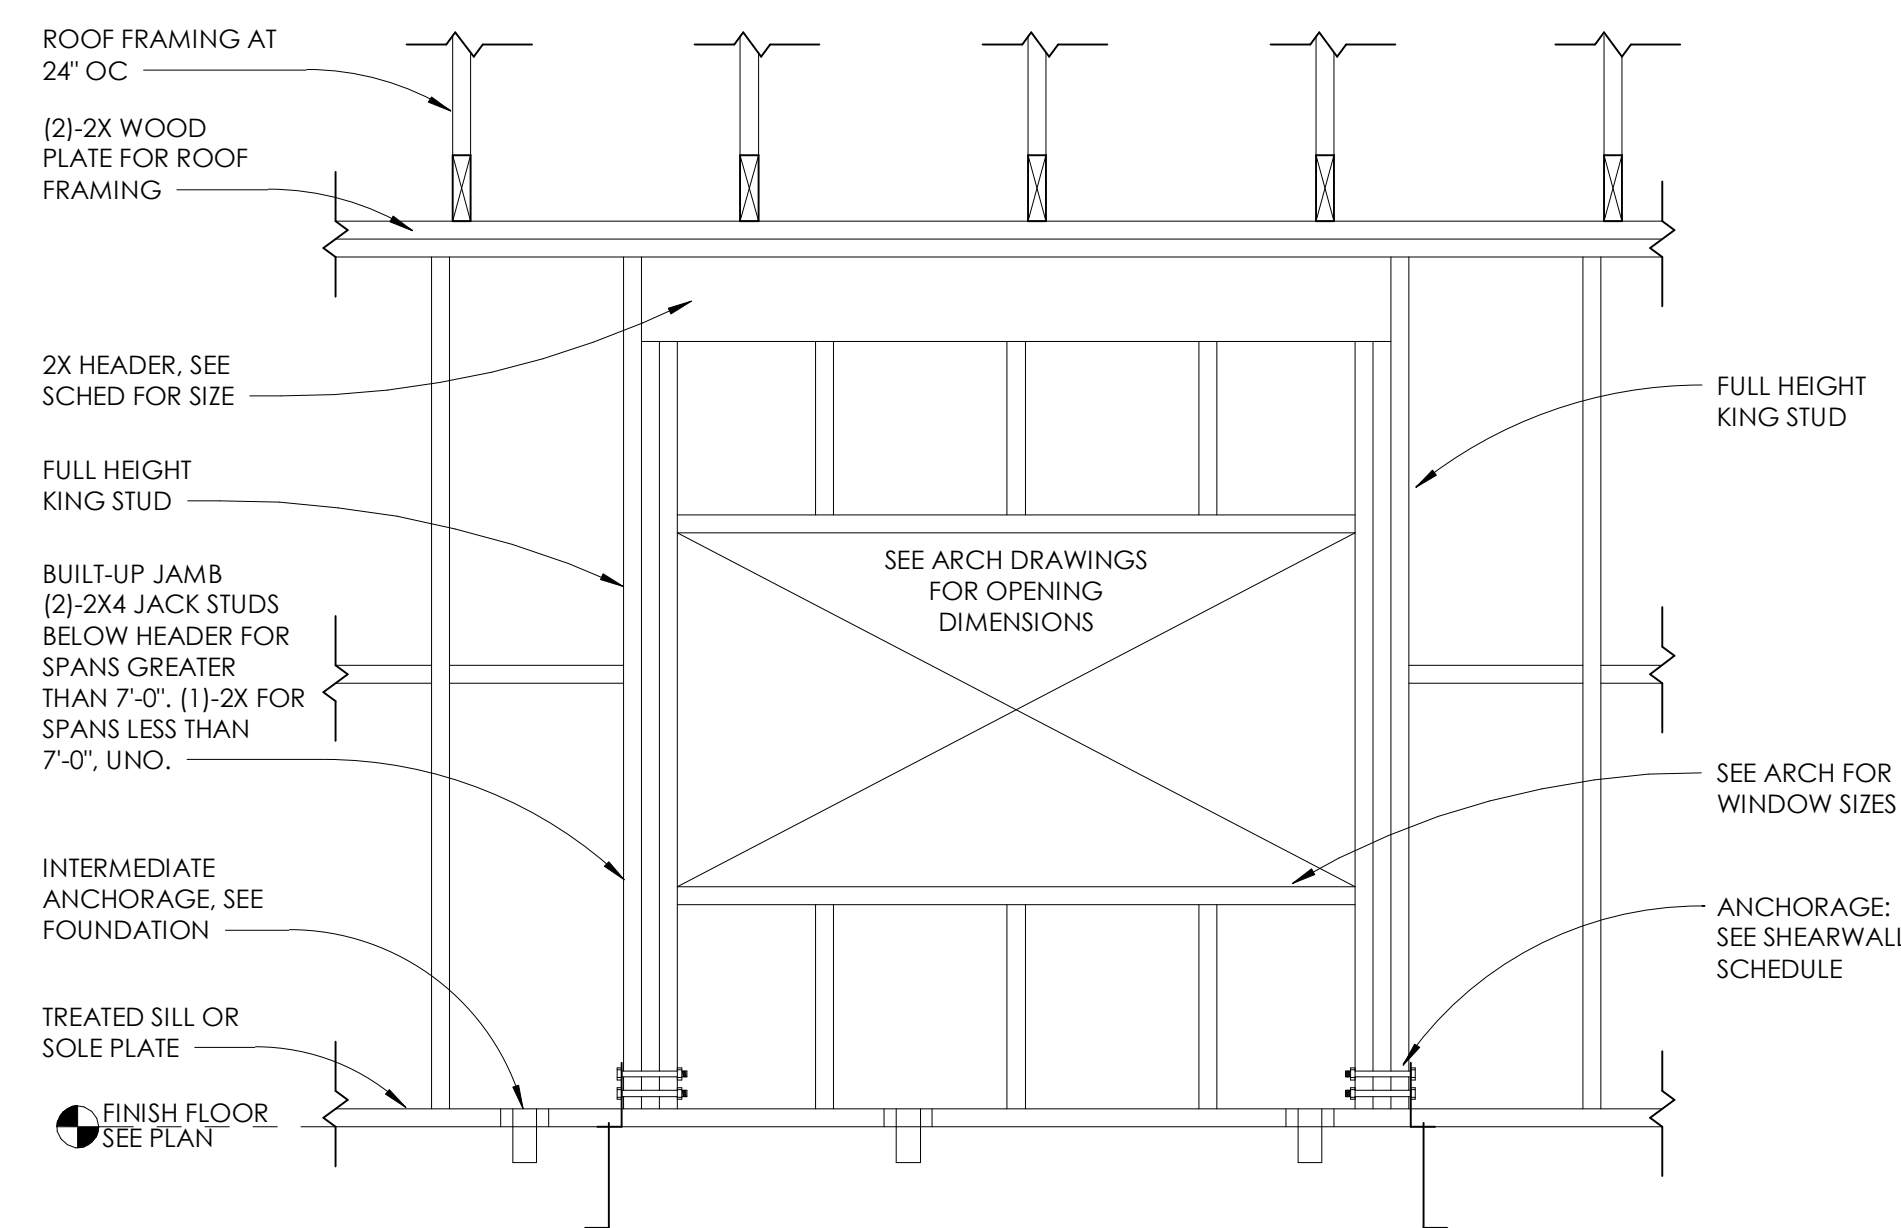 ROOF FRAMING AT
24" OC
(2)-2X WOOD
PLATE FOR ROOF
FRAMING
2X HEADER, SEE
SCHED FOR SIZE
FULL HEIGHT
KING STUD
BUILT-UP JAMB
(2)-2X4 JACK STUDS
BELOW HEADER FOR
SPANS GREATER
THAN 7'-0". (1)-2X FOR
SPANS LESS THAN
7'-0", UNO.
INTERMEDIATE
ANCHORAGE, SEE
FOUNDATION
TREATED SILL OR
SOLE PLATE
FINISH FLOOR
SEE PLAN
SEE ARCH DRAWINGS
FOR OPENING
DIMENSIONS
FULL HEIGHT
KING STUD
SEE ARCH FOR
WINDOW SIZES
ANCHORAGE:
SEE SHEARWALL
SCHEDULE